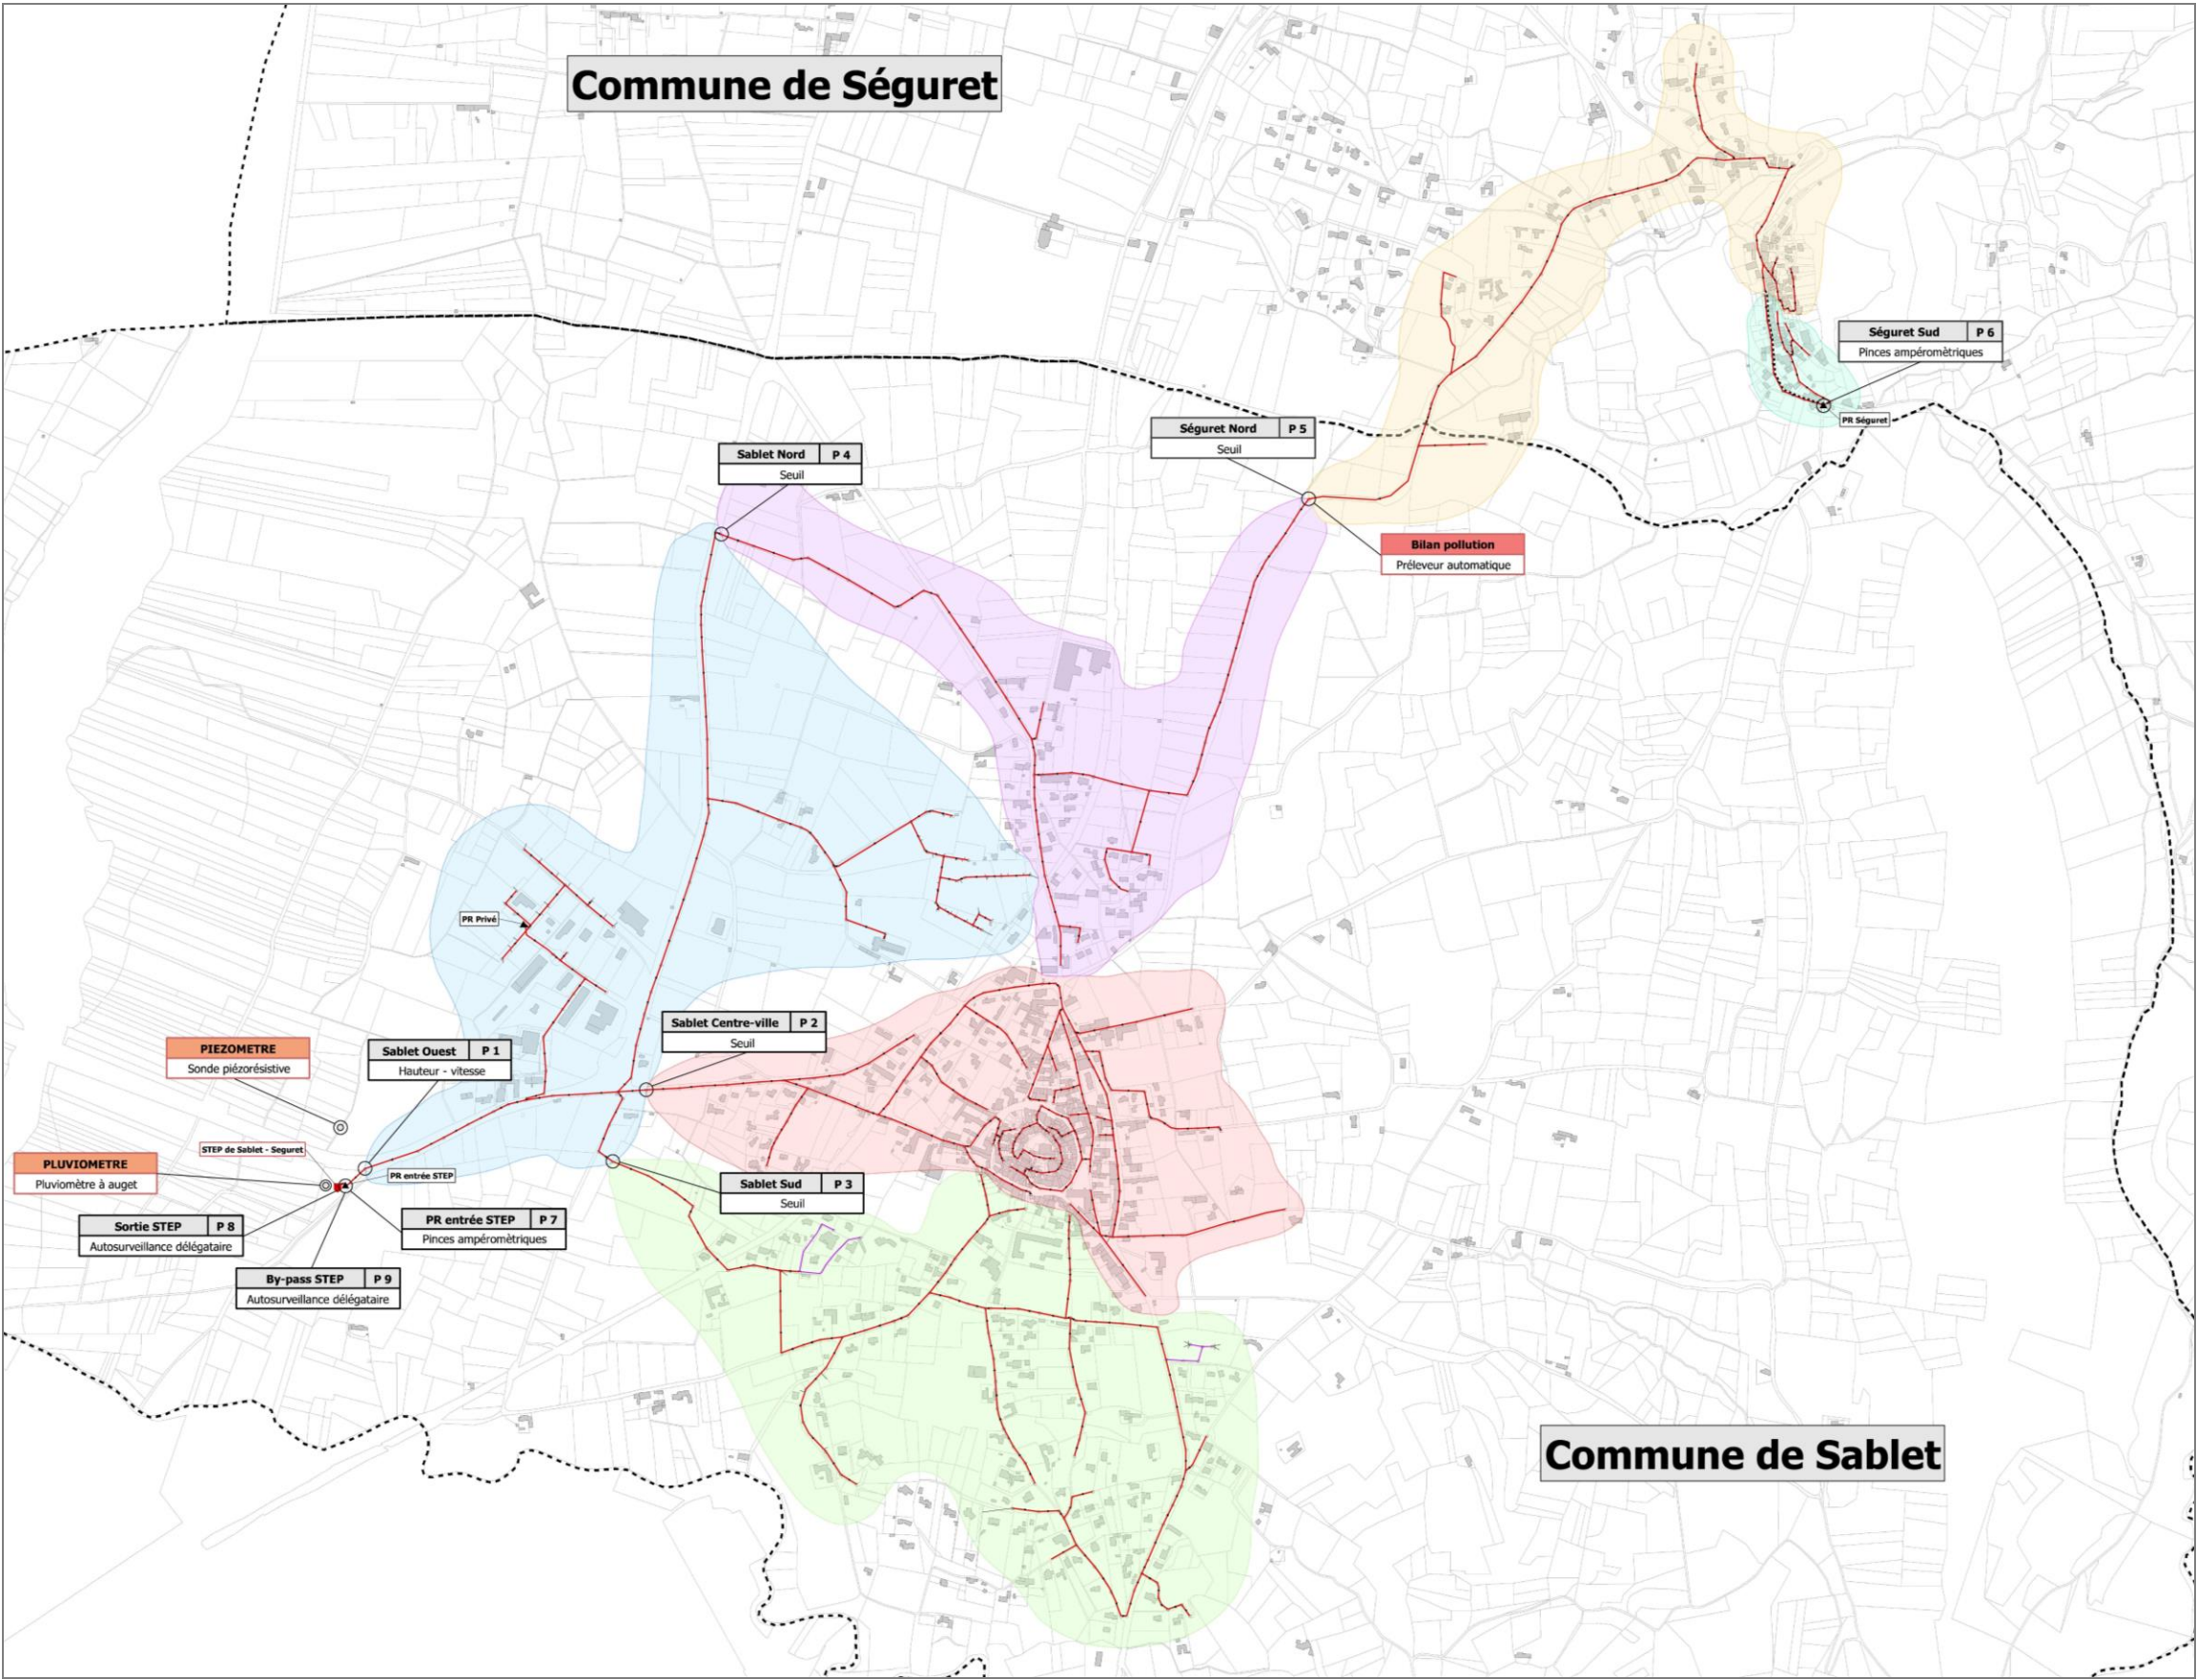 Commune de Séguret
Séguret Sud P 6
Pinces ampéromètriques
PR Séguret
Séguret Nord P 5
Seuil
Sablet Nord P 4
Seuil
Bilan pollution
Préleveur automatique
PR Privé
Sablet Centre-ville P 2
Seuil
PIEZOMETRE
Sonde piézorésistive
Sablet Ouest P 1
Hauteur - vitesse
STEP de Sablet - Seguret
PLUVIOMETRE
Pluviomètre à auget
PR entrée STEP
Sablet Sud P 3
Seuil
Sortie STEP P 8
Autosurveillance délégataire
PR entrée STEP P 7
Pinces ampéromètriques
By-pass STEP P 9
Autosurveillance délégataire
Commune de Sablet